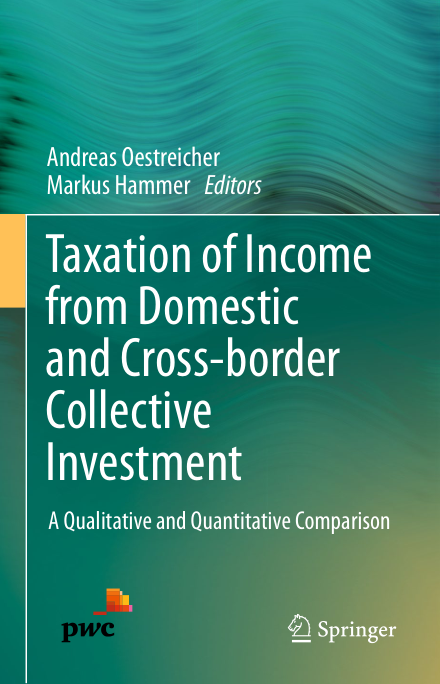 Andreas Oestreicher
Markus Hammer Editors
Taxation of Income
from Domestic
and Cross-border
Collective
Investment
A Qualitative and Quantitative Comparison
pwc
Springer